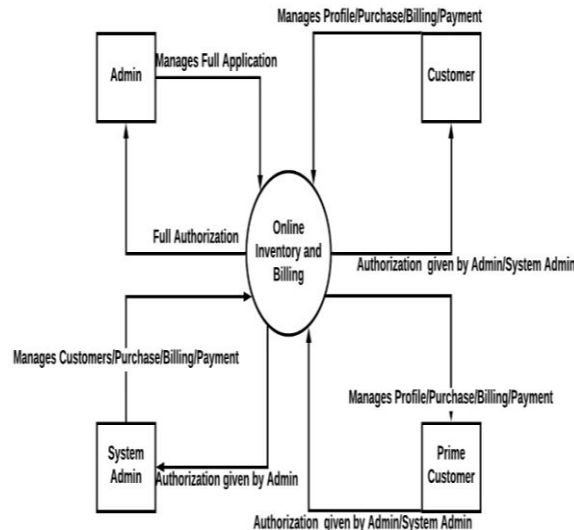 Manages Profile/Purchase/Billing/Payment
Admin
Manages Full Application
Customer
Full Authorization
Online
Inventory and
Billing
Authorization given by Admin/System Admin
Manages Customers/Purchase/Billing/Payment
Manages Profile/Purchase/Billing/Payment
System
Admin
Authorization given by Admin
Prime
Customer
Authorization given by Admin/System Admin